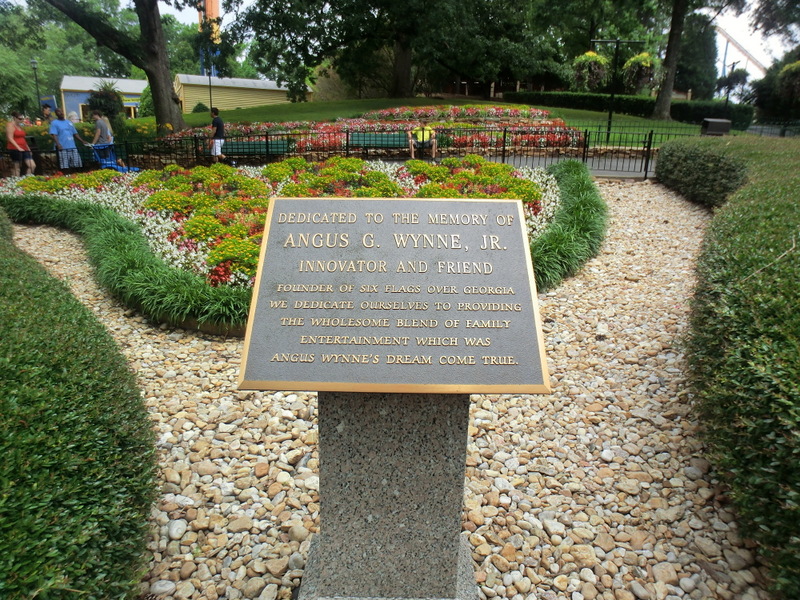 DEDICATED TO THE MEMORY OF
ANGUS G. WYNNE, JR.
INNOVATOR AND FRIEND
FOUNDER OF SIX FLAGS OVER GEORGIA
WE DEDICATE OURSELVES TO PROVIDING
THE WHOLESOME BLEND OF FAMILY
ENTERTAINMENT WHICH WAS
ANGUS WYNNE'S DREAM COME TRUE.